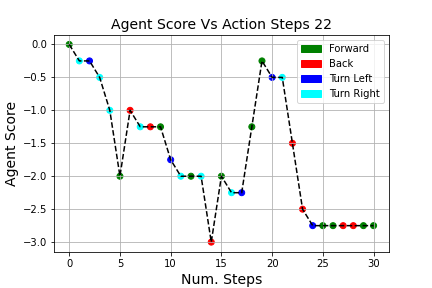 Agent Score Vs Action Steps 22
Agent Score
0.0
−0.5
−1.0
−1.5
−2.0
−2.5
−3.0
Forward
Back
Turn Left
Turn Right
0 5 10 15 20 25 30
Num. Steps